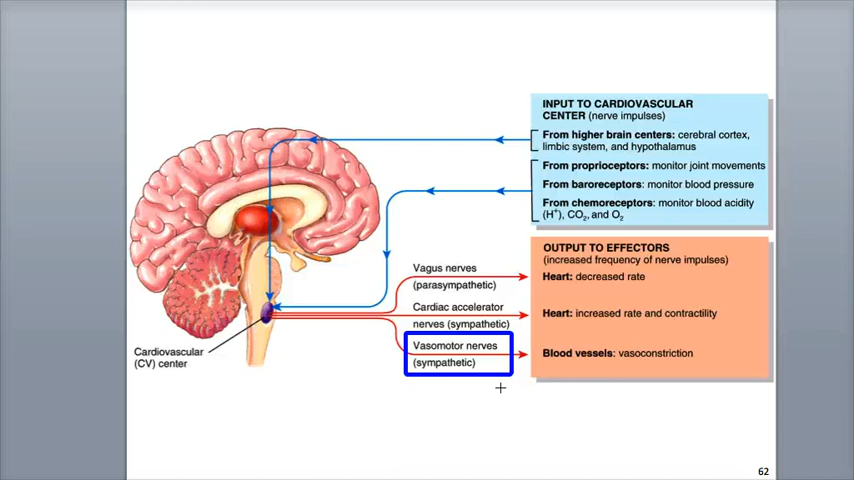 INPUT TO CARDIOVASCULAR
CENTER (nerve impulses)
From higher brain centers: cerebral cortex,
limbic system, and hypothalamus
From proprioceptors: monitor joint movements
From baroreceptors: monitor blood pressure
From chemoreceptors: monitor blood acidity
(H+), CO2, and O2
OUTPUT TO EFFECTORS
(increased frequency of nerve impulses)
Vagus nerves
(parasympathetic)
Heart: decreased rate
Cardiac accelerator
nerves (sympathetic)
Heart: increased rate and contractility
Vasomotor nerves
(sympathetic)
Blood vessels: vasoconstriction
Cardiovascular
(CV) center
62